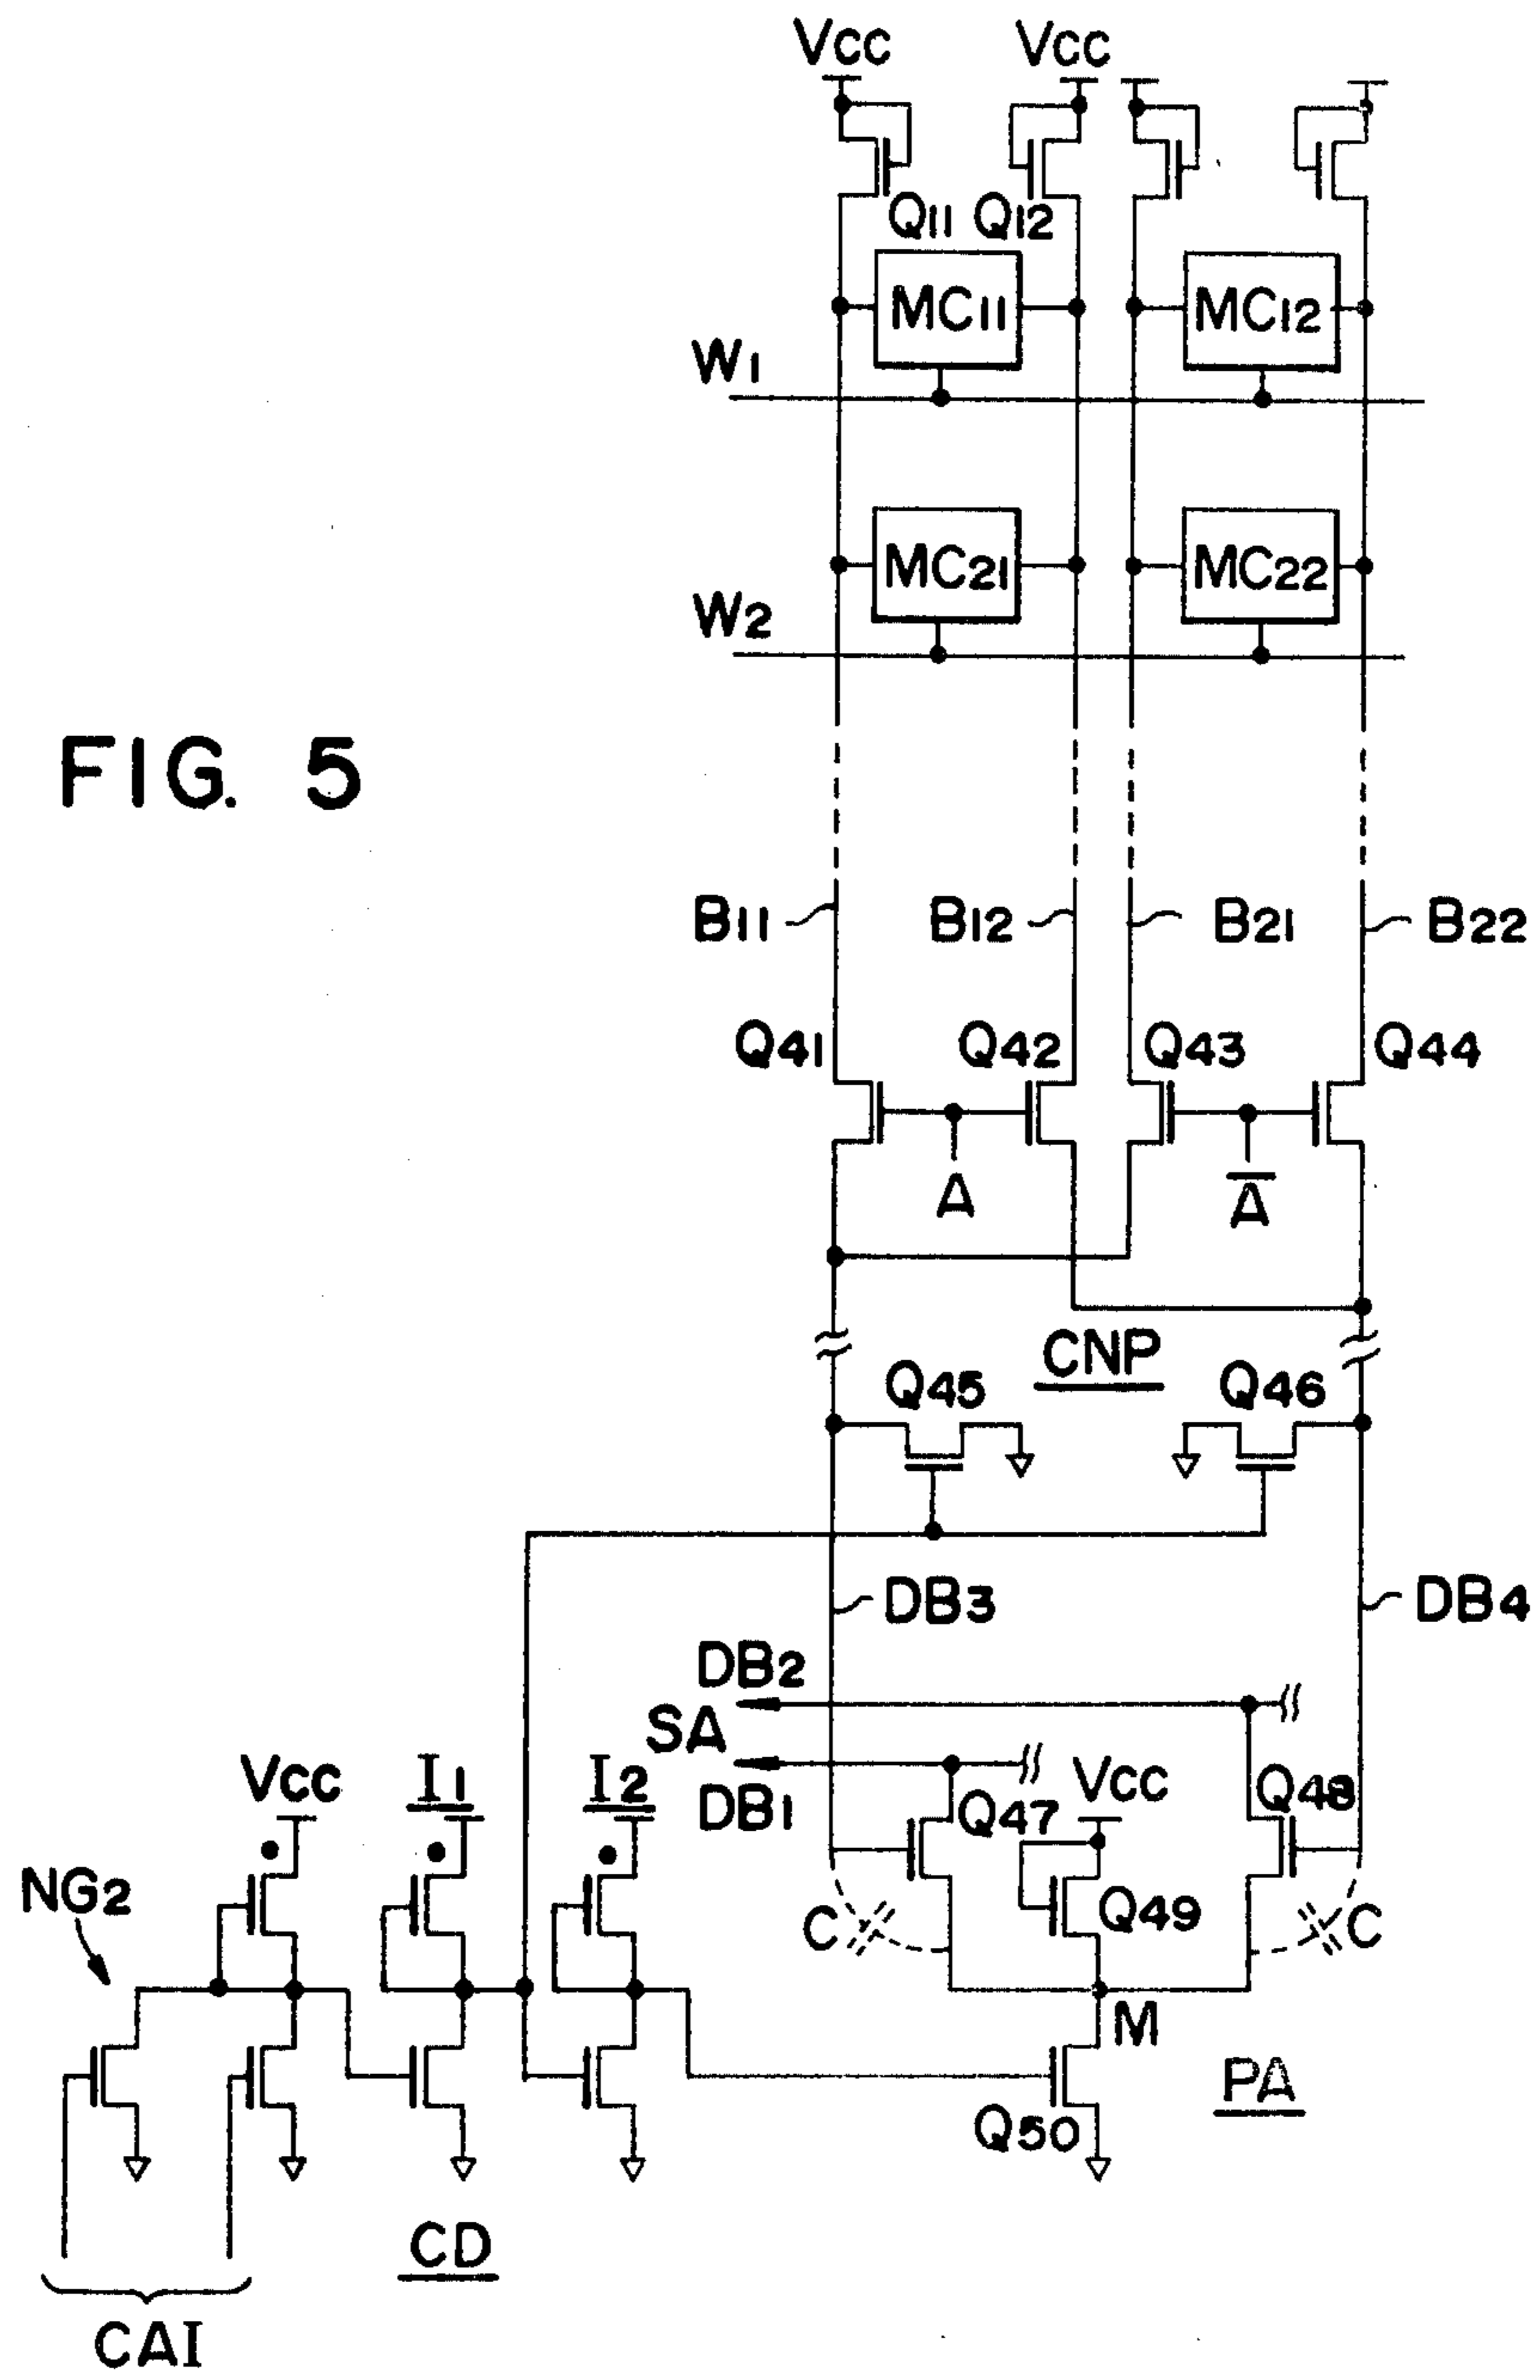 Vcc Vcc
Q11 Q12
MC11 MC12
W1
MC21 MC22
W2
FIG. 5
B11 B12 B21 B22
Q41 Q42 Q43 Q44
A A̅
CNP
Q45 Q46
DB3 DB4
DB2
SA
DB1
Vcc I1 I2 Q47 Vcc Q48
NG2
C Q49 C
M
PA
Q50
CD
CAI